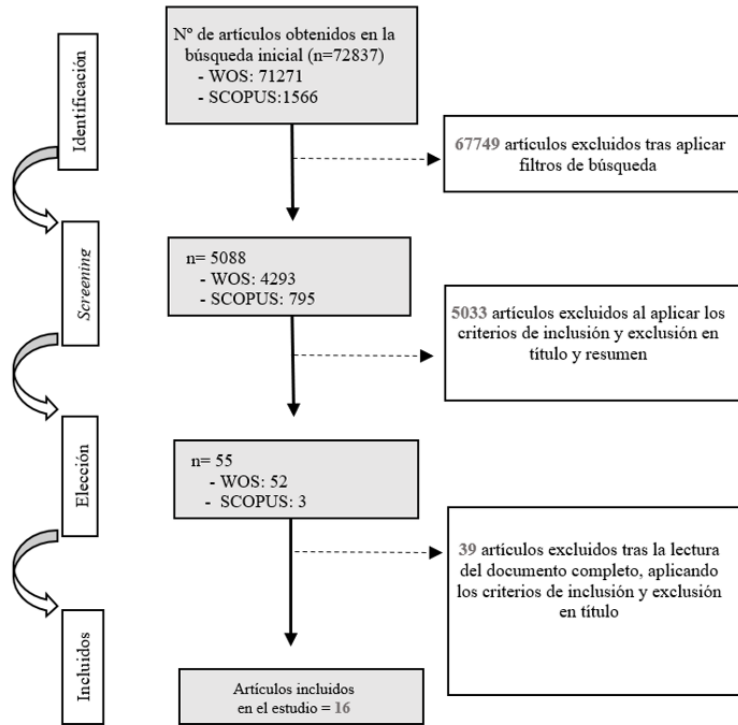 Identificación
Nº de artículos obtenidos en la
búsqueda inicial (n=72837)
- WOS: 71271
- SCOPUS:1566
67749 artículos excluidos tras aplicar
filtros de búsqueda
Screening
n= 5088
- WOS: 4293
- SCOPUS: 795
5033 artículos excluidos al aplicar los
criterios de inclusión y exclusión en
título y resumen
Elección
n= 55
- WOS: 52
- SCOPUS: 3
39 artículos excluidos tras la lectura
del documento completo, aplicando
los criterios de inclusión y exclusión
en título
Incluidos
Artículos incluidos
en el estudio = 16